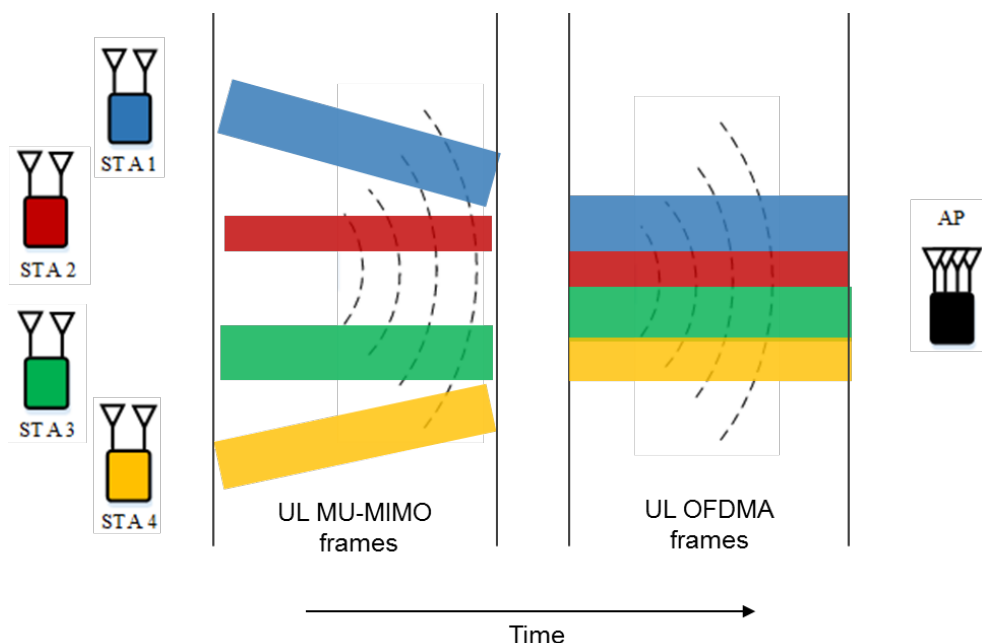 STA 1
STA 2
STA 3
STA 4
UL MU-MIMO
frames
UL OFDMA
frames
AP
Time